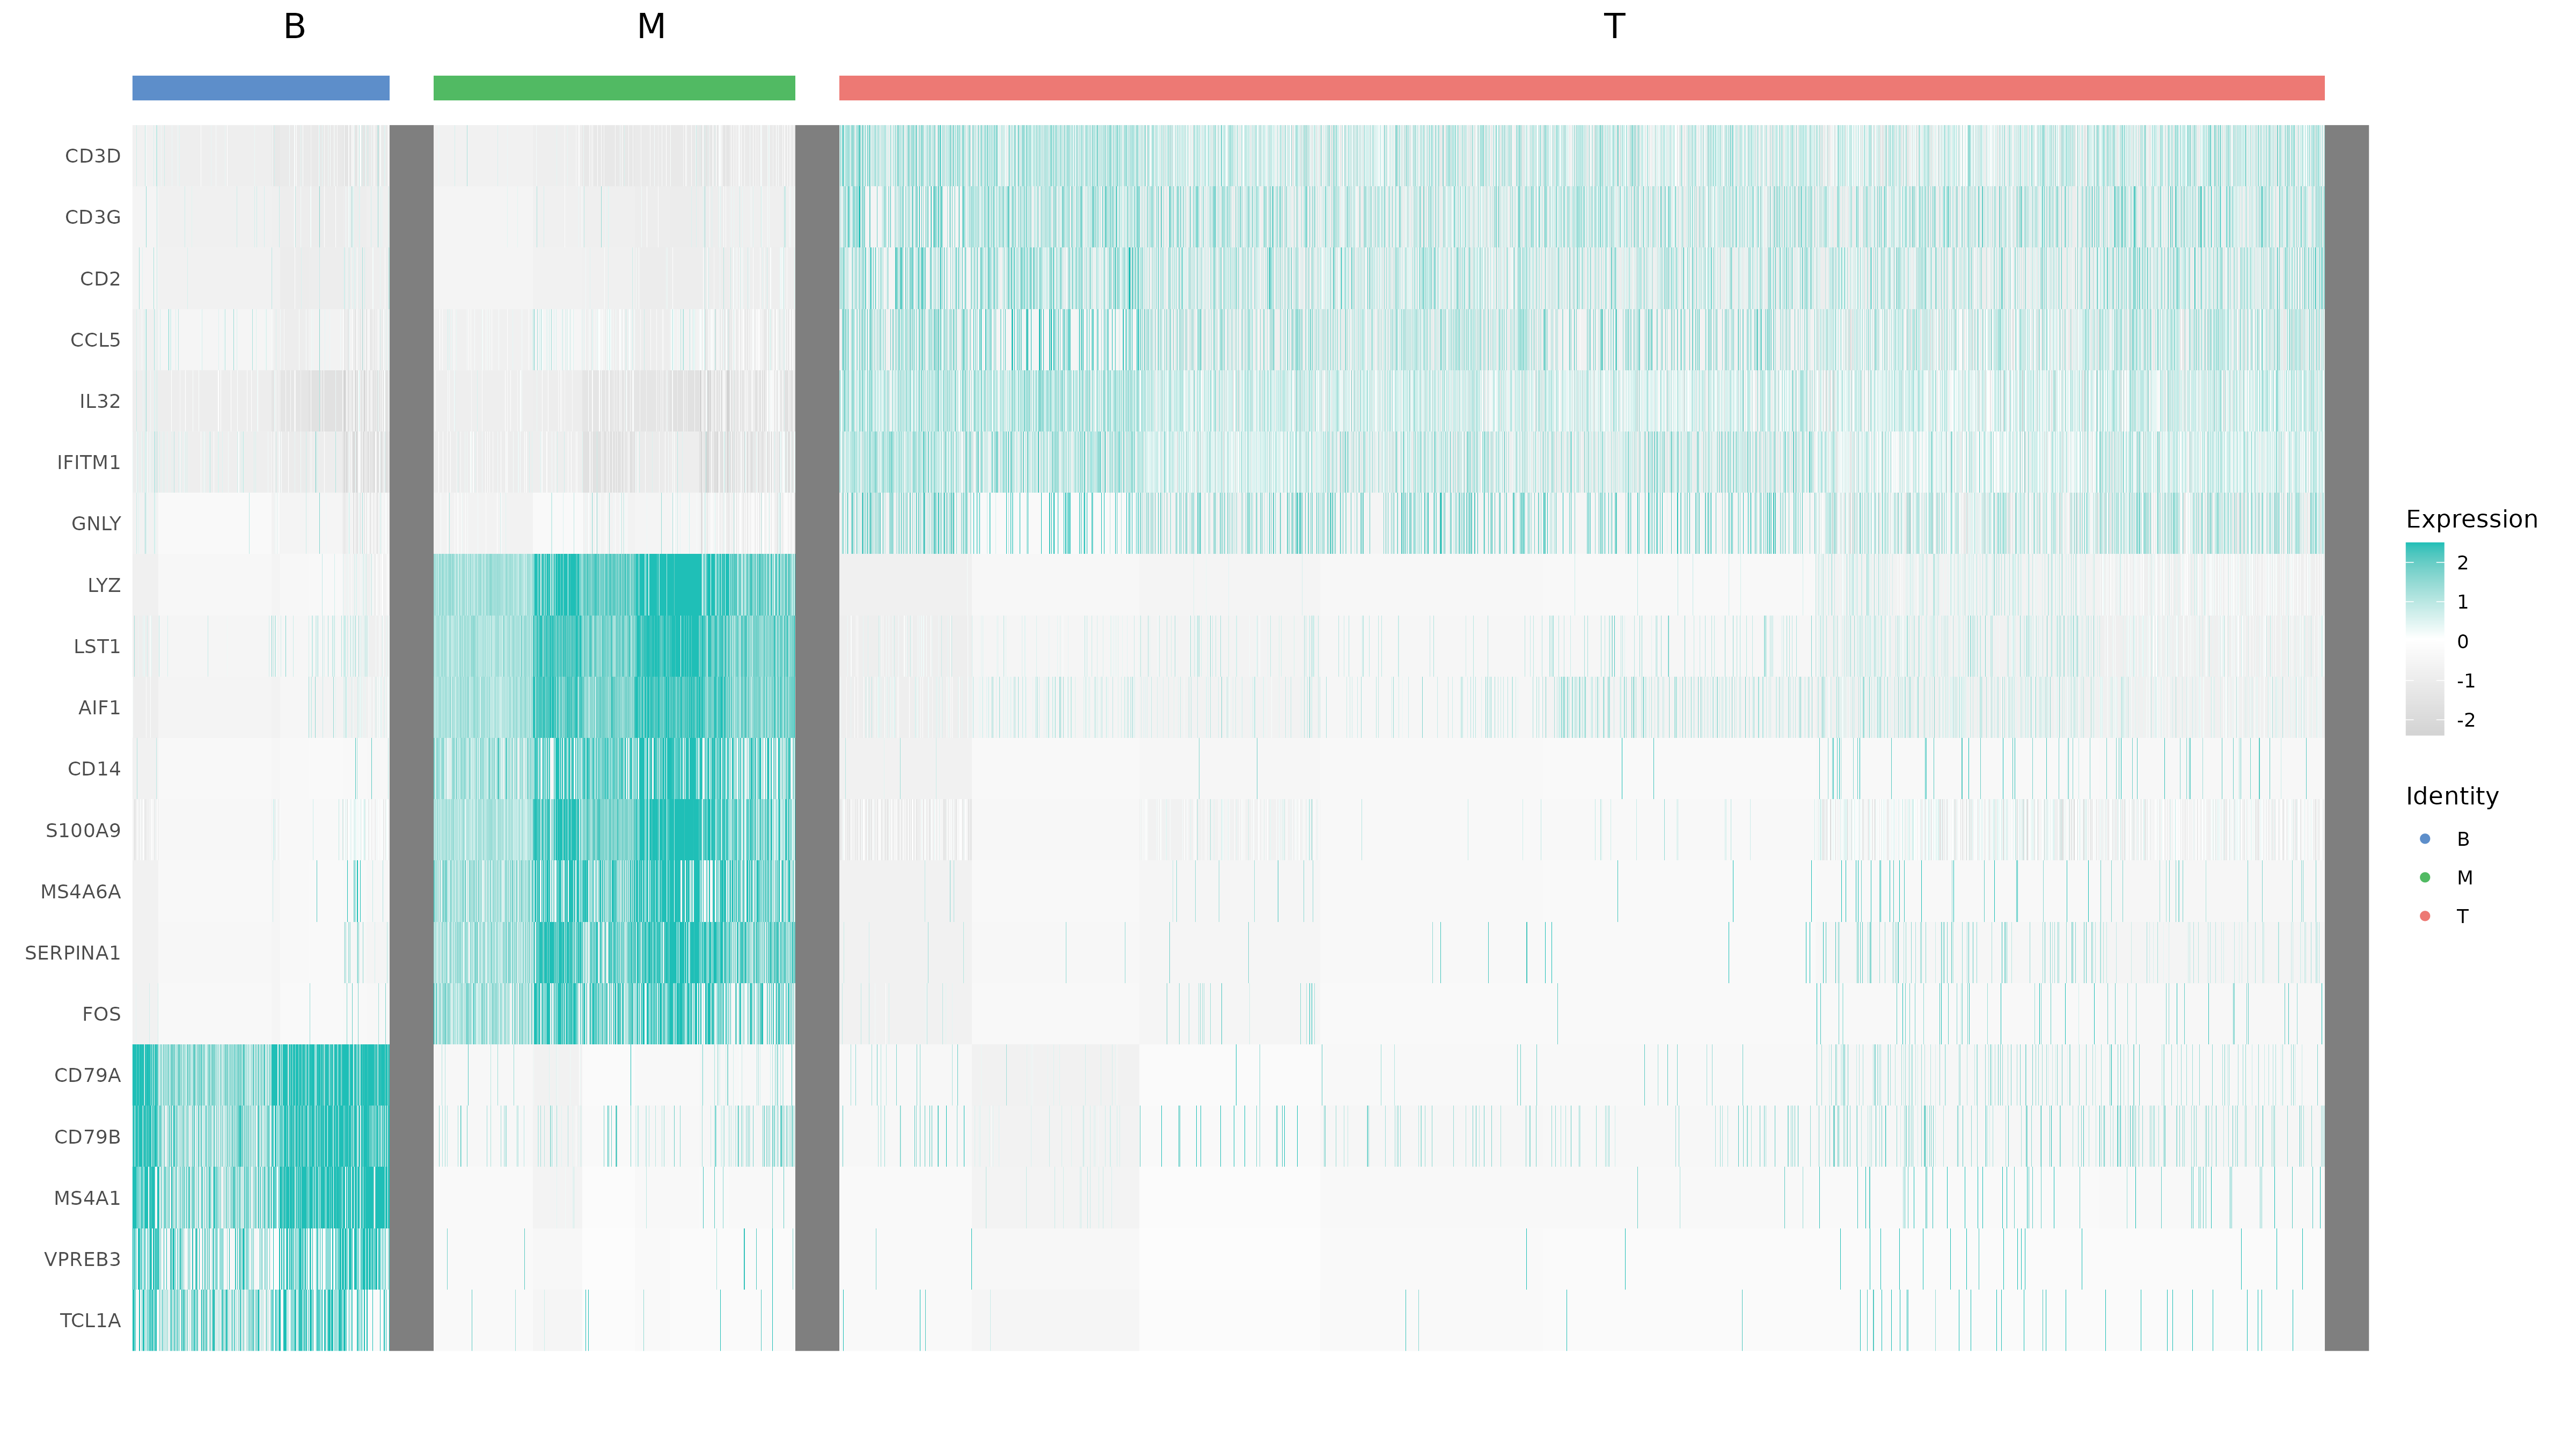 B M T
CD3D
CD3G
CD2
CCL5
IL32
IFITM1
GNLY
LYZ
LST1
AIF1
CD14
S100A9
MS4A6A
SERPINA1
FOS
CD79A
CD79B
MS4A1
VPREB3
TCL1A
Expression
2
1
0
-1
-2
Identity
B
M
T